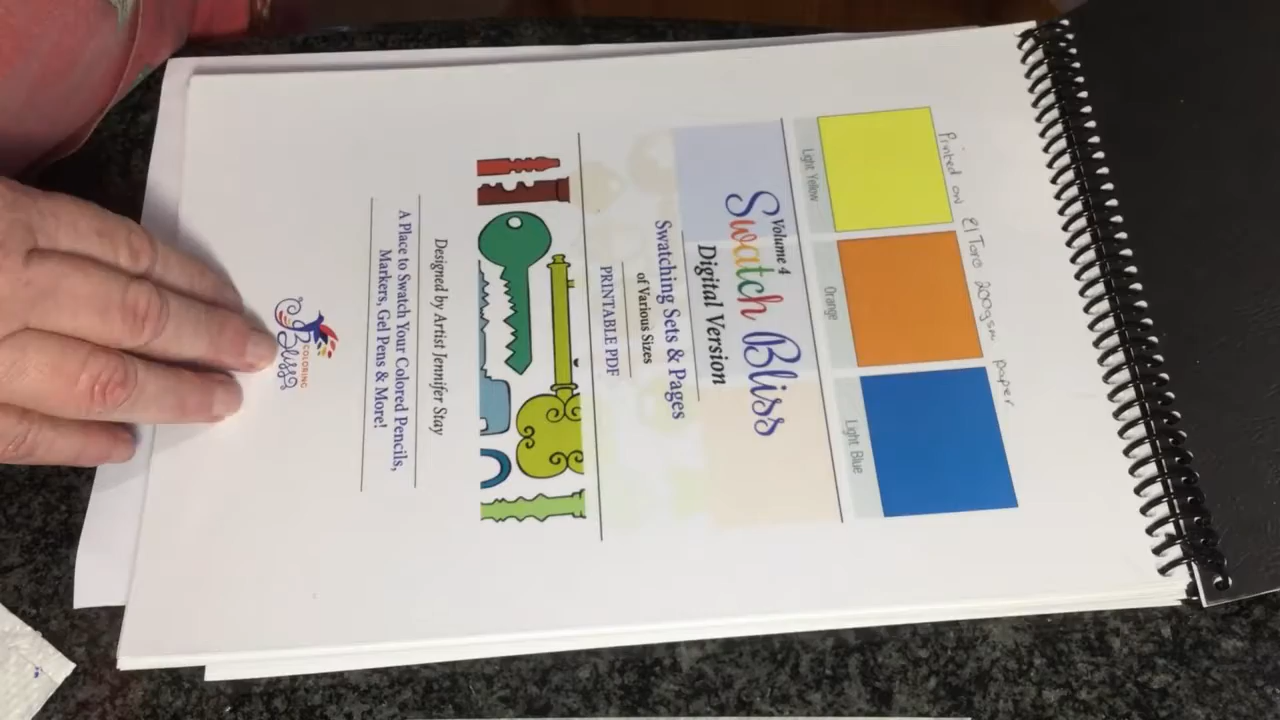 Printed on El Toro 200gsm paper
Light Yellow
Orange
Light Blue
Volume 4
Swatch Bliss
Digital Version
Swatching Sets & Pages
of Various Sizes
PRINTABLE PDF
Designed by Artist Jennifer Stay
A Place to Swatch Your Colored Pencils,
Markers, Gel Pens & More!
COLORING
Bliss